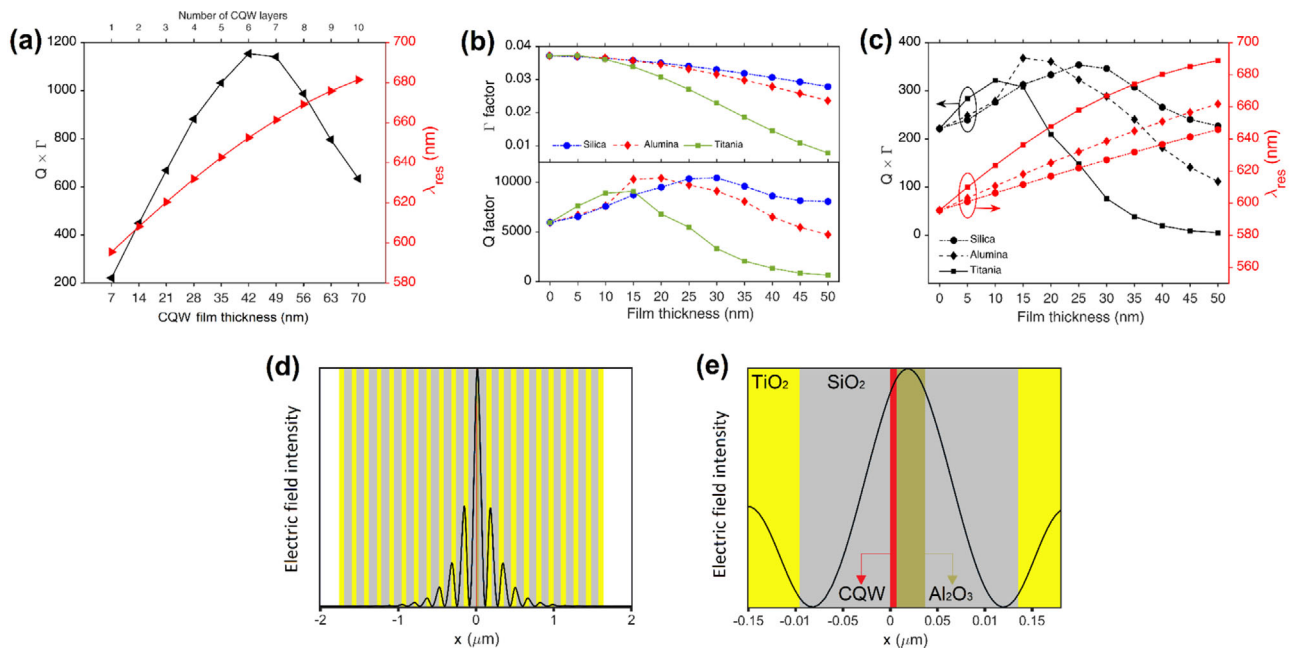 (a)
Number of CQW layers
1 2 3 4 5 6 7 8 9 10
1200
1000
800
600
400
200
Q × Γ
700
680
660
640
620
600
580
λres (nm)
7 14 21 28 35 42 49 56 63 70
CQW film thickness (nm)
(b)
0.04
0.03
0.02
0.01
Γ factor
Silica Alumina Titania
10000
5000
0
Q factor
0 5 10 15 20 25 30 35 40 45 50
Film thickness (nm)
(c)
400
300
200
100
0
Q × Γ
700
680
660
640
620
600
580
560
λres (nm)
Silica
Alumina
Titania
0 5 10 15 20 25 30 35 40 45 50
Film thickness (nm)
(d)
Electric field intensity
-2 -1 0 1 2
x (μm)
(e)
Electric field intensity
TiO2 SiO2
CQW Al2O3
-0.15 -0.1 -0.05 0 0.05 0.01 0.15
x (μm)